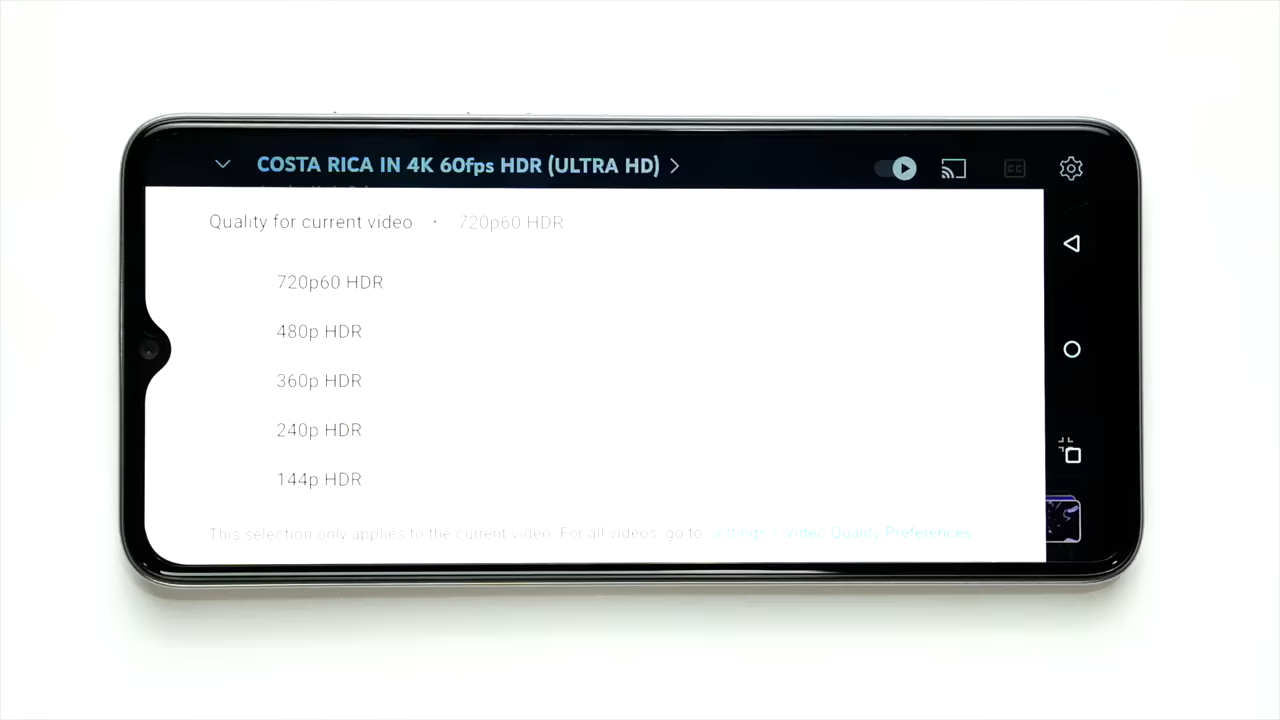 COSTA RICA IN 4K 60fps HDR (ULTRA HD)
CC
Quality for current video • 720p60 HDR
720p60 HDR
480p HDR
360p HDR
240p HDR
144p HDR
This selection only applies to the current video. For all videos, go to Settings > Video Quality Preferences.